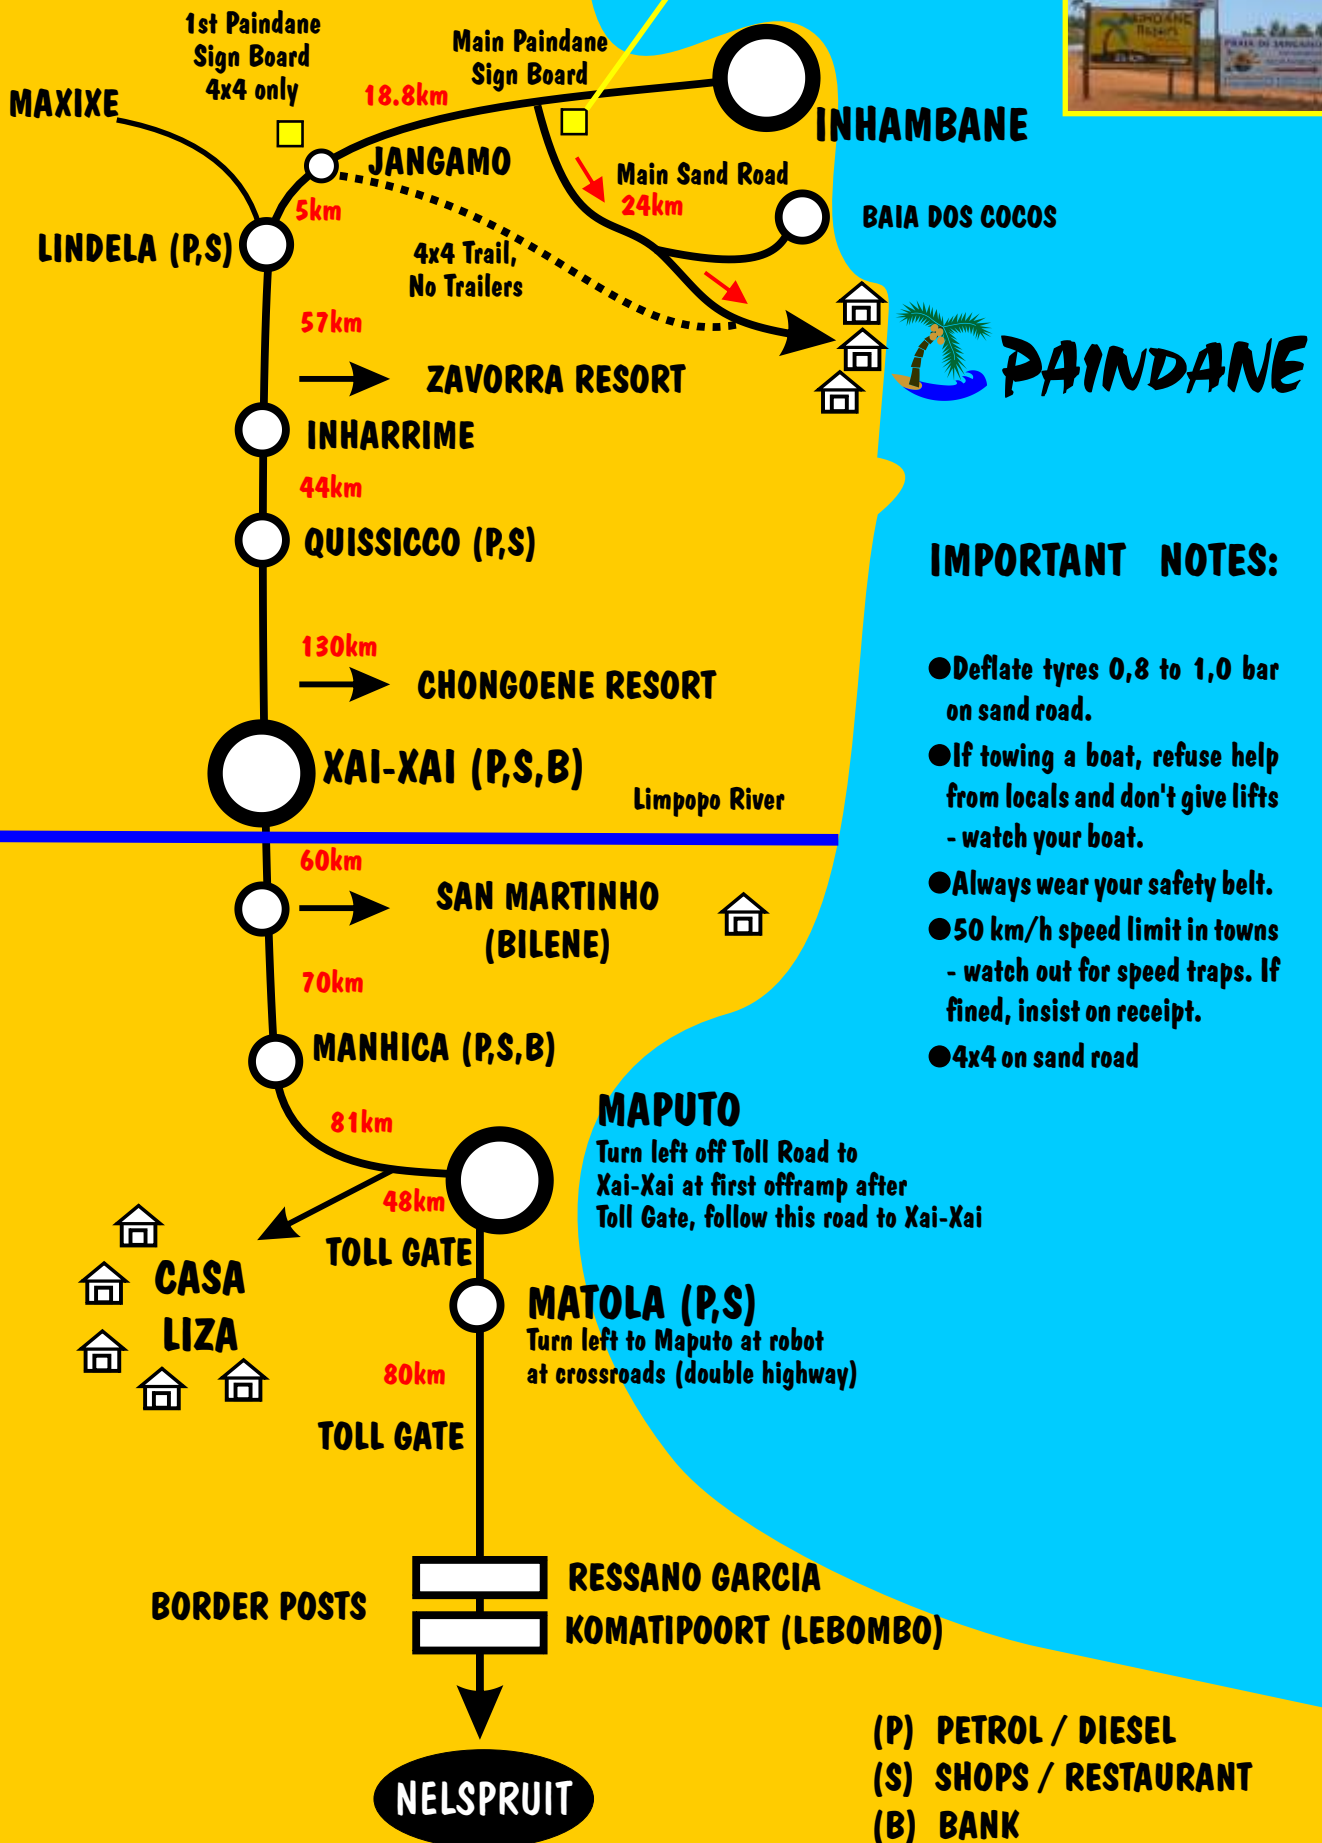 1st Paindane
Sign Board
4x4 only
Main Paindane
Sign Board
MAXIXE
18.8km
INHAMBANE
JANGAMO
Main Sand Road
24km
5km
BAIA DOS COCOS
LINDELA (P,S)
4x4 Trail,
No Trailers
57km
PAINDANE
ZAVORRA RESORT
INHARRIME
44km
QUISSICCO (P,S)
130km
CHONGOENE RESORT
XAI-XAI (P,S,B)
Limpopo River
60km
SAN MARTINHO
(BILENE)
70km
MANHICA (P,S,B)
81km
MAPUTO
Turn left off Toll Road to
Xai-Xai at first offramp after
Toll Gate, follow this road to Xai-Xai
48km
TOLL GATE
CASA
LIZA
MATOLA (P,S)
Turn left to Maputo at robot
at crossroads (double highway)
80km
TOLL GATE
BORDER POSTS
RESSANO GARCIA
KOMATIPOORT (LEBOMBO)
NELSPRUIT
IMPORTANT NOTES:
●Deflate tyres 0,8 to 1,0 bar
on sand road.
●If towing a boat, refuse help
from locals and don't give lifts
- watch your boat.
●Always wear your safety belt.
●50 km/h speed limit in towns
- watch out for speed traps. If
fined, insist on receipt.
●4x4 on sand road
(P) PETROL / DIESEL
(S) SHOPS / RESTAURANT
(B) BANK